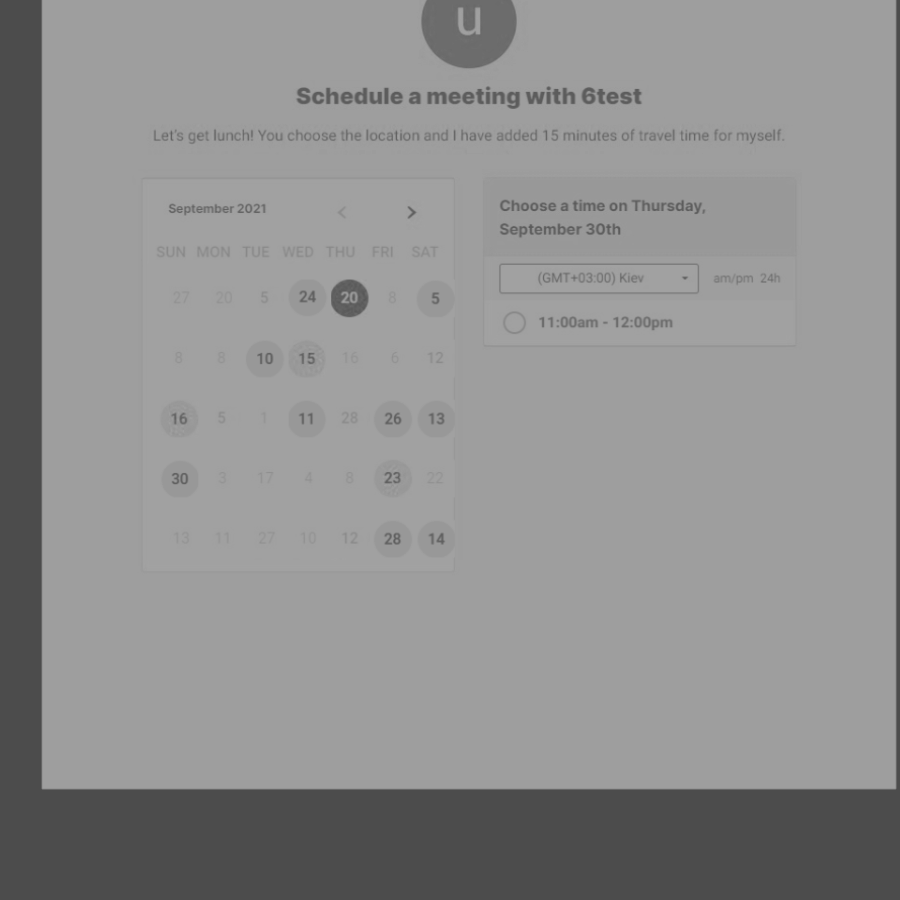 u
Schedule a meeting with 6test
Let's get lunch! You choose the location and I have added 15 minutes of travel time for myself.
September 2021
SUN MON TUE WED THU FRI SAT
27 20 5 24 20 8 5
8 8 10 15 16 6 12
16 5 1 11 28 26 13
30 3 17 4 8 23 22
13 11 27 10 12 28 14
Choose a time on Thursday,
September 30th
(GMT+03:00) Kiev am/pm 24h
11:00am - 12:00pm